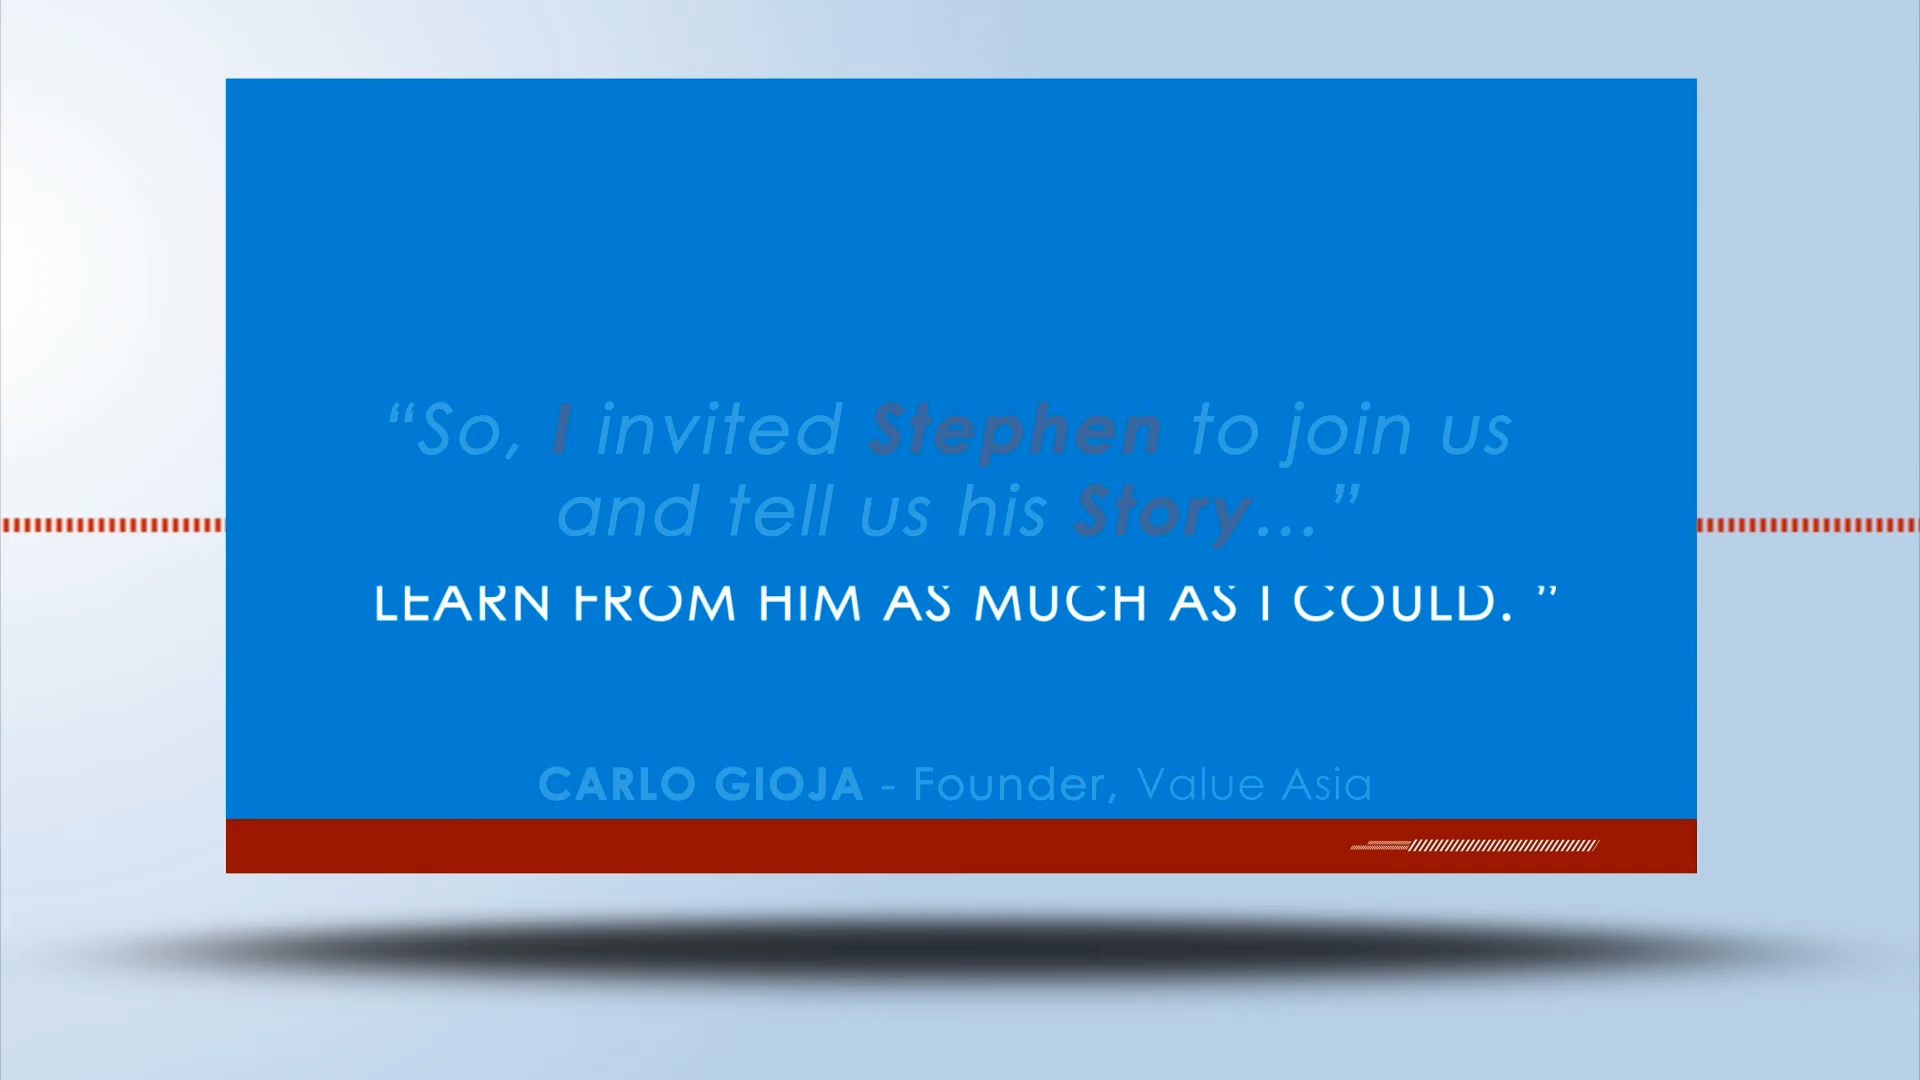 “So, I invited Stephen to join us
and tell us his Story...”
LEARN FROM HIM AS MUCH AS I COULD. ”
CARLO GIOJA - Founder, Value Asia